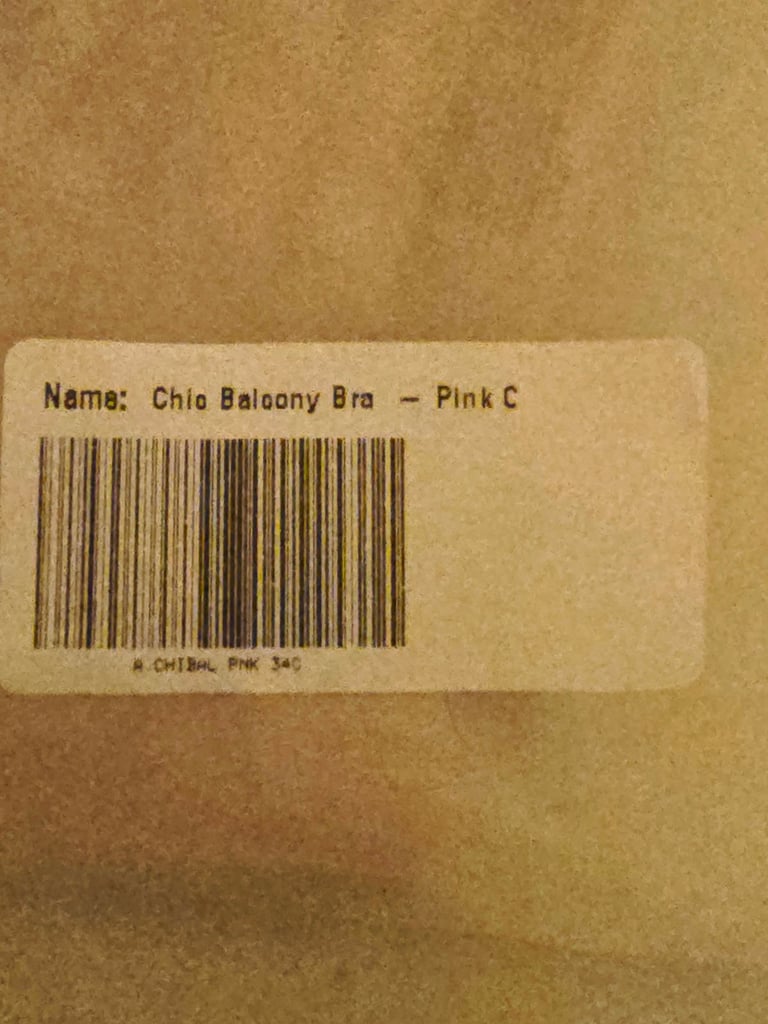 Name: Chic Balcony Bra - Pink C
A CHIBAL PNK 34C